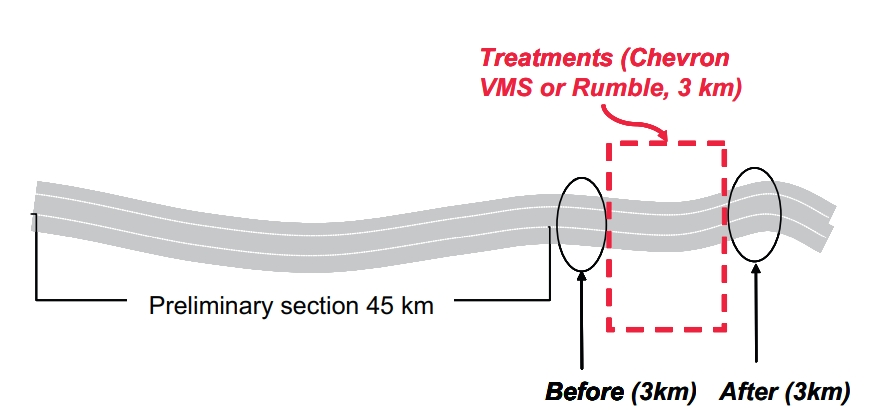 Treatments (Chevron
VMS or Rumble, 3 km)
Preliminary section 45 km
Before (3km)
After (3km)